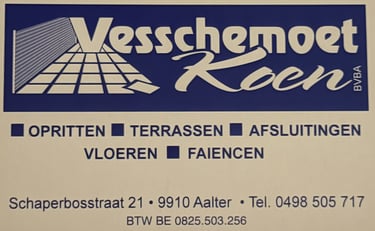 Vesschemoet
Koen BVBA
■ OPRITTEN ■ TERRASSEN ■ AFSLUITINGEN
VLOEREN ■ FAIENCEN
Schaperbosstraat 21 • 9910 Aalter • Tel. 0498 505 717
BTW BE 0825.503.256